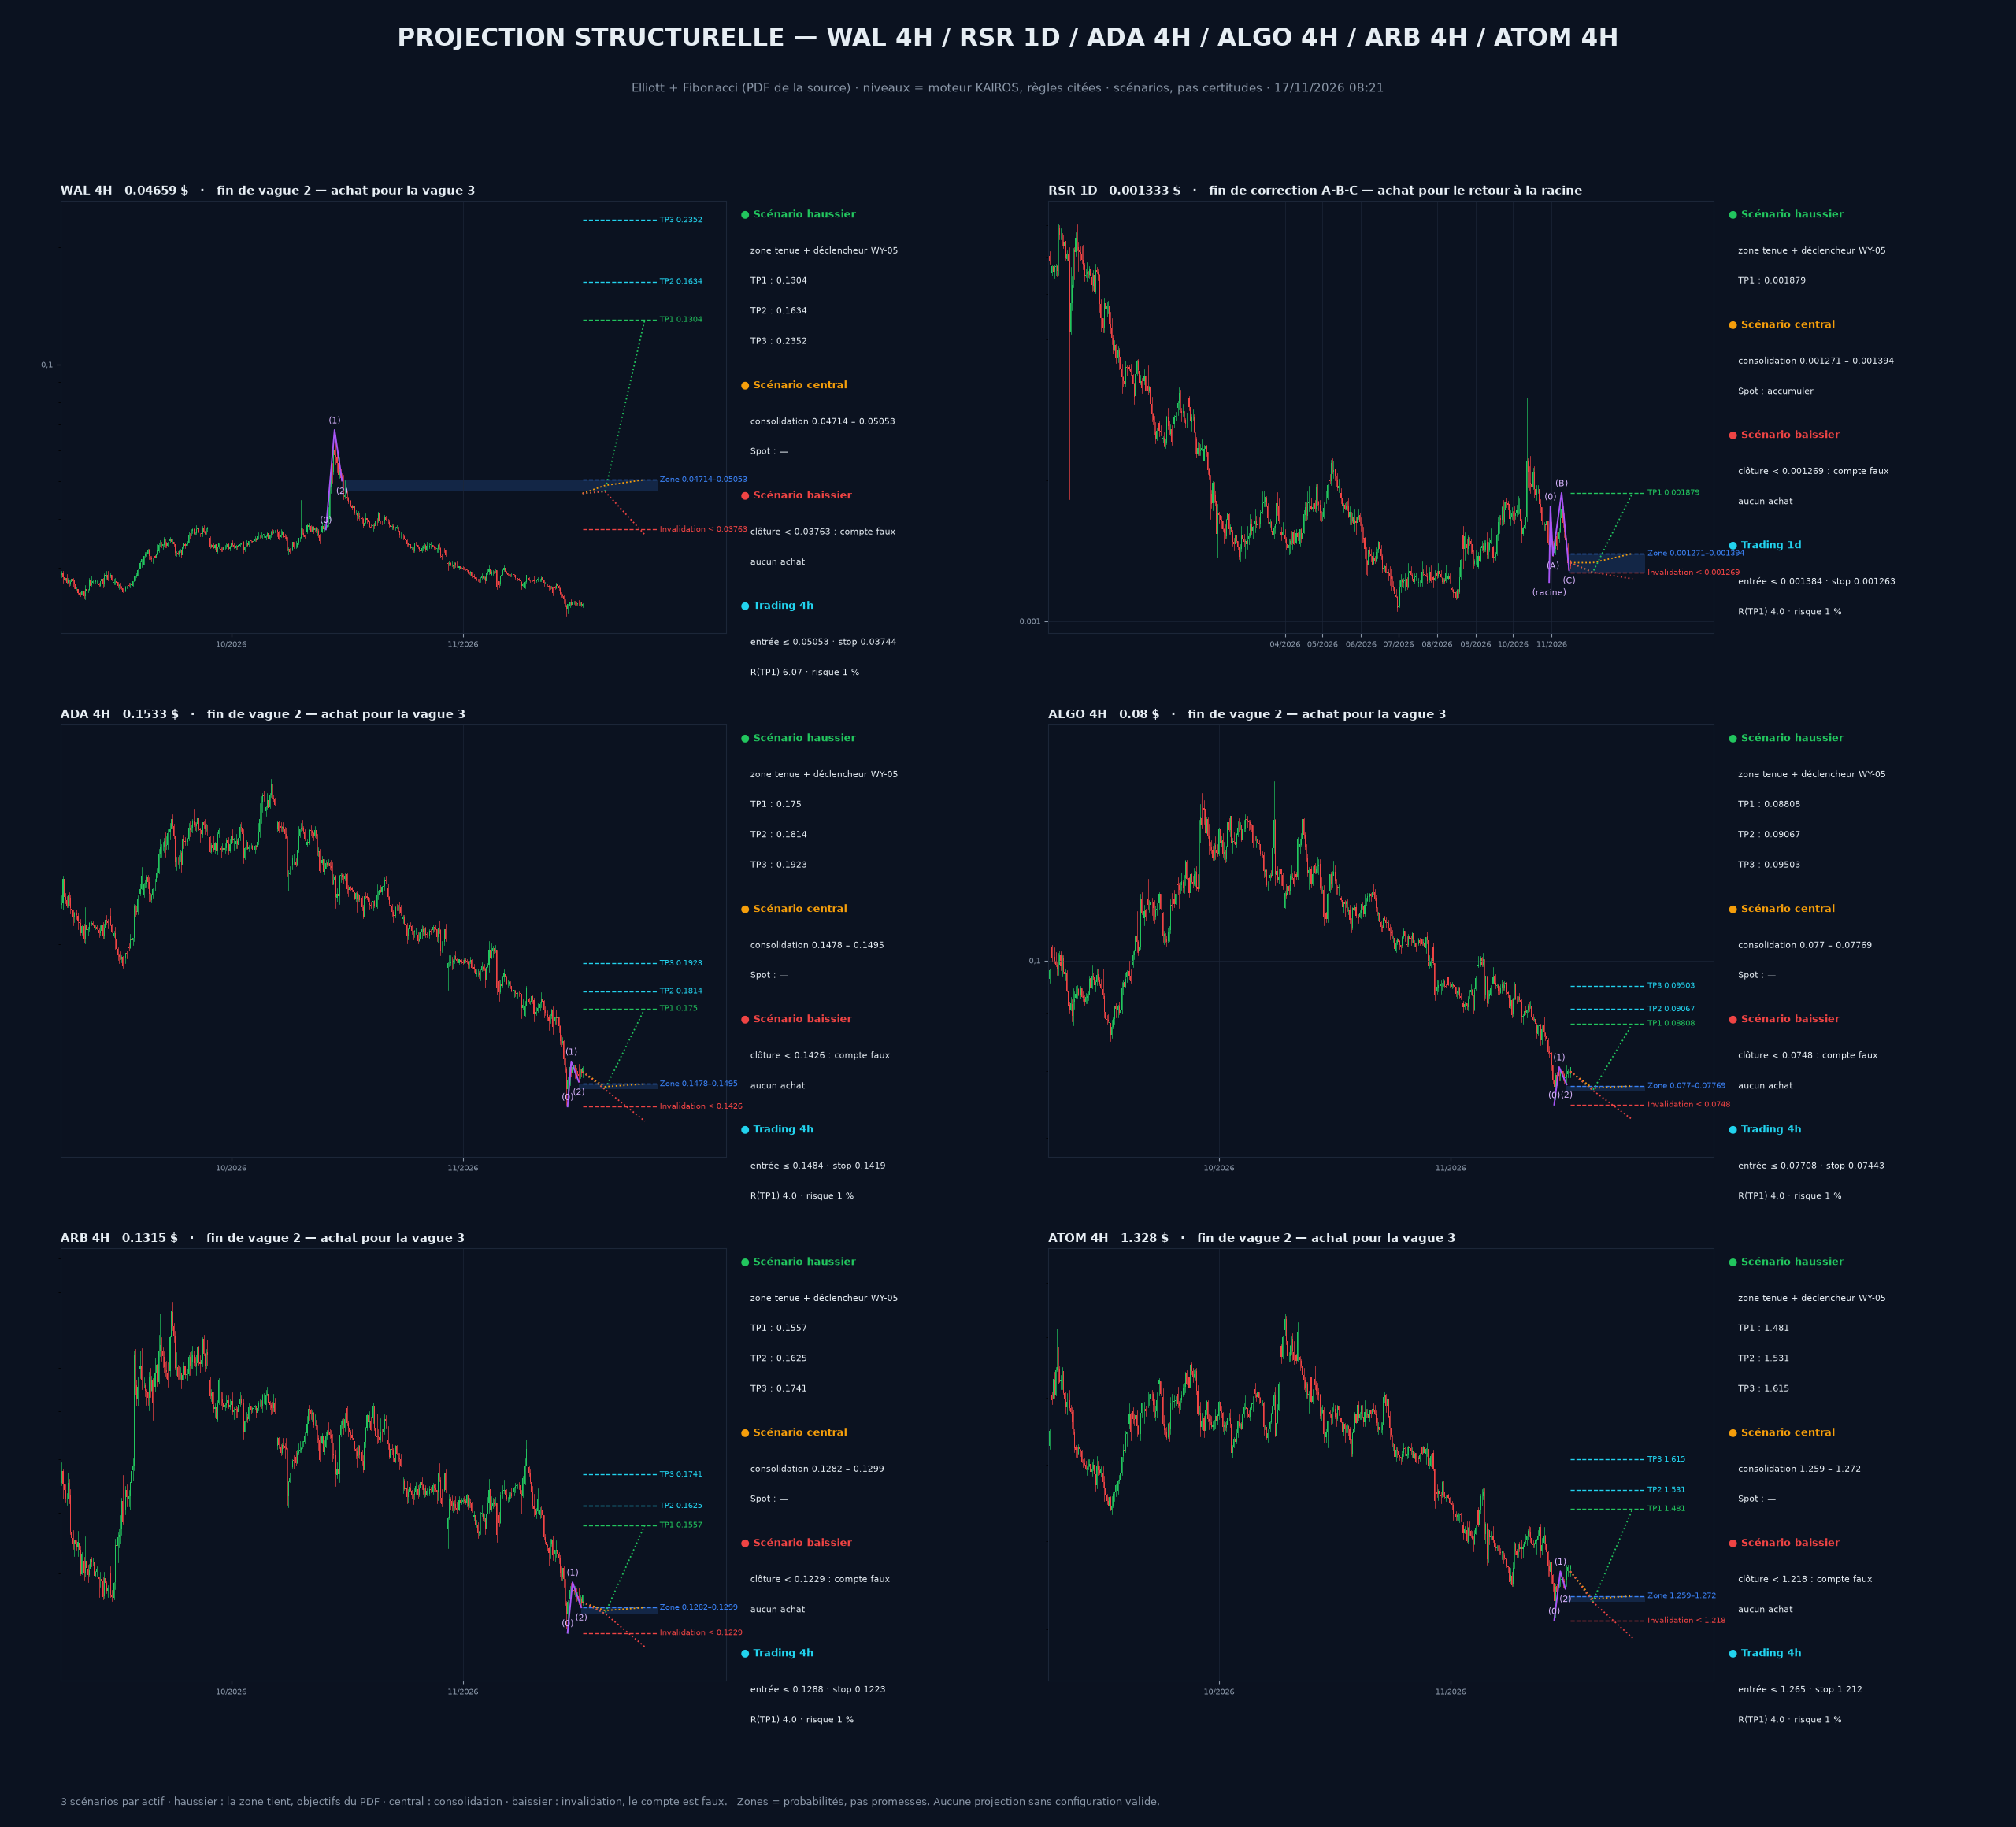 PROJECTION STRUCTURELLE — WAL 4H / RSR 1D / ADA 4H / ALGO 4H / ARB 4H / ATOM 4H
Elliott + Fibonacci (PDF de la source) · niveaux = moteur KAIROS, règles citées · scénarios, pas certitudes · 17/11/2026 08:21
WAL 4H 0.04659 $ · fin de vague 2 — achat pour la vague 3
TP3 0.2352
TP2 0.1634
TP1 0.1304
0,1
(1)
(2)
(0)
Zone 0.04714–0.05053
Invalidation < 0.03763
10/2026
11/2026
● Scénario haussier
zone tenue + déclencheur WY-05
TP1 : 0.1304
TP2 : 0.1634
TP3 : 0.2352
● Scénario central
consolidation 0.04714 – 0.05053
Spot : —
● Scénario baissier
clôture < 0.03763 : compte faux
aucun achat
● Trading 4h
entrée ≤ 0.05053 · stop 0.03744
R(TP1) 6.07 · risque 1 %
RSR 1D 0.001333 $ · fin de correction A-B-C — achat pour le retour à la racine
(B)
(0)
TP1 0.001879
Zone 0.001271–0.001394
(A)
Invalidation < 0.001269
(C)
(racine)
0,001
04/2026 05/2026 06/2026 07/2026 08/2026 09/2026 10/2026 11/2026
● Scénario haussier
zone tenue + déclencheur WY-05
TP1 : 0.001879
● Scénario central
consolidation 0.001271 – 0.001394
Spot : accumuler
● Scénario baissier
clôture < 0.001269 : compte faux
aucun achat
● Trading 1d
entrée ≤ 0.001384 · stop 0.001263
R(TP1) 4.0 · risque 1 %
ADA 4H 0.1533 $ · fin de vague 2 — achat pour la vague 3
TP3 0.1923
TP2 0.1814
TP1 0.175
(1)
Zone 0.1478–0.1495
(2)
(0)
Invalidation < 0.1426
10/2026
11/2026
● Scénario haussier
zone tenue + déclencheur WY-05
TP1 : 0.175
TP2 : 0.1814
TP3 : 0.1923
● Scénario central
consolidation 0.1478 – 0.1495
Spot : —
● Scénario baissier
clôture < 0.1426 : compte faux
aucun achat
● Trading 4h
entrée ≤ 0.1484 · stop 0.1419
R(TP1) 4.0 · risque 1 %
ALGO 4H 0.08 $ · fin de vague 2 — achat pour la vague 3
0,1
TP3 0.09503
TP2 0.09067
TP1 0.08808
(1)
Zone 0.077–0.07769
(0)
(2)
Invalidation < 0.0748
10/2026
11/2026
● Scénario haussier
zone tenue + déclencheur WY-05
TP1 : 0.08808
TP2 : 0.09067
TP3 : 0.09503
● Scénario central
consolidation 0.077 – 0.07769
Spot : —
● Scénario baissier
clôture < 0.0748 : compte faux
aucun achat
● Trading 4h
entrée ≤ 0.07708 · stop 0.07443
R(TP1) 4.0 · risque 1 %
ARB 4H 0.1315 $ · fin de vague 2 — achat pour la vague 3
TP3 0.1741
TP2 0.1625
TP1 0.1557
(1)
Zone 0.1282–0.1299
(2)
(0)
Invalidation < 0.1229
10/2026
11/2026
● Scénario haussier
zone tenue + déclencheur WY-05
TP1 : 0.1557
TP2 : 0.1625
TP3 : 0.1741
● Scénario central
consolidation 0.1282 – 0.1299
Spot : —
● Scénario baissier
clôture < 0.1229 : compte faux
aucun achat
● Trading 4h
entrée ≤ 0.1288 · stop 0.1223
R(TP1) 4.0 · risque 1 %
ATOM 4H 1.328 $ · fin de vague 2 — achat pour la vague 3
TP3 1.615
TP2 1.531
TP1 1.481
(1)
Zone 1.259–1.272
(2)
(0)
Invalidation < 1.218
10/2026
11/2026
● Scénario haussier
zone tenue + déclencheur WY-05
TP1 : 1.481
TP2 : 1.531
TP3 : 1.615
● Scénario central
consolidation 1.259 – 1.272
Spot : —
● Scénario baissier
clôture < 1.218 : compte faux
aucun achat
● Trading 4h
entrée ≤ 1.265 · stop 1.212
R(TP1) 4.0 · risque 1 %
3 scénarios par actif · haussier : la zone tient, objectifs du PDF · central : consolidation · baissier : invalidation, le compte est faux. Zones = probabilités, pas promesses. Aucune projection sans configuration valide.